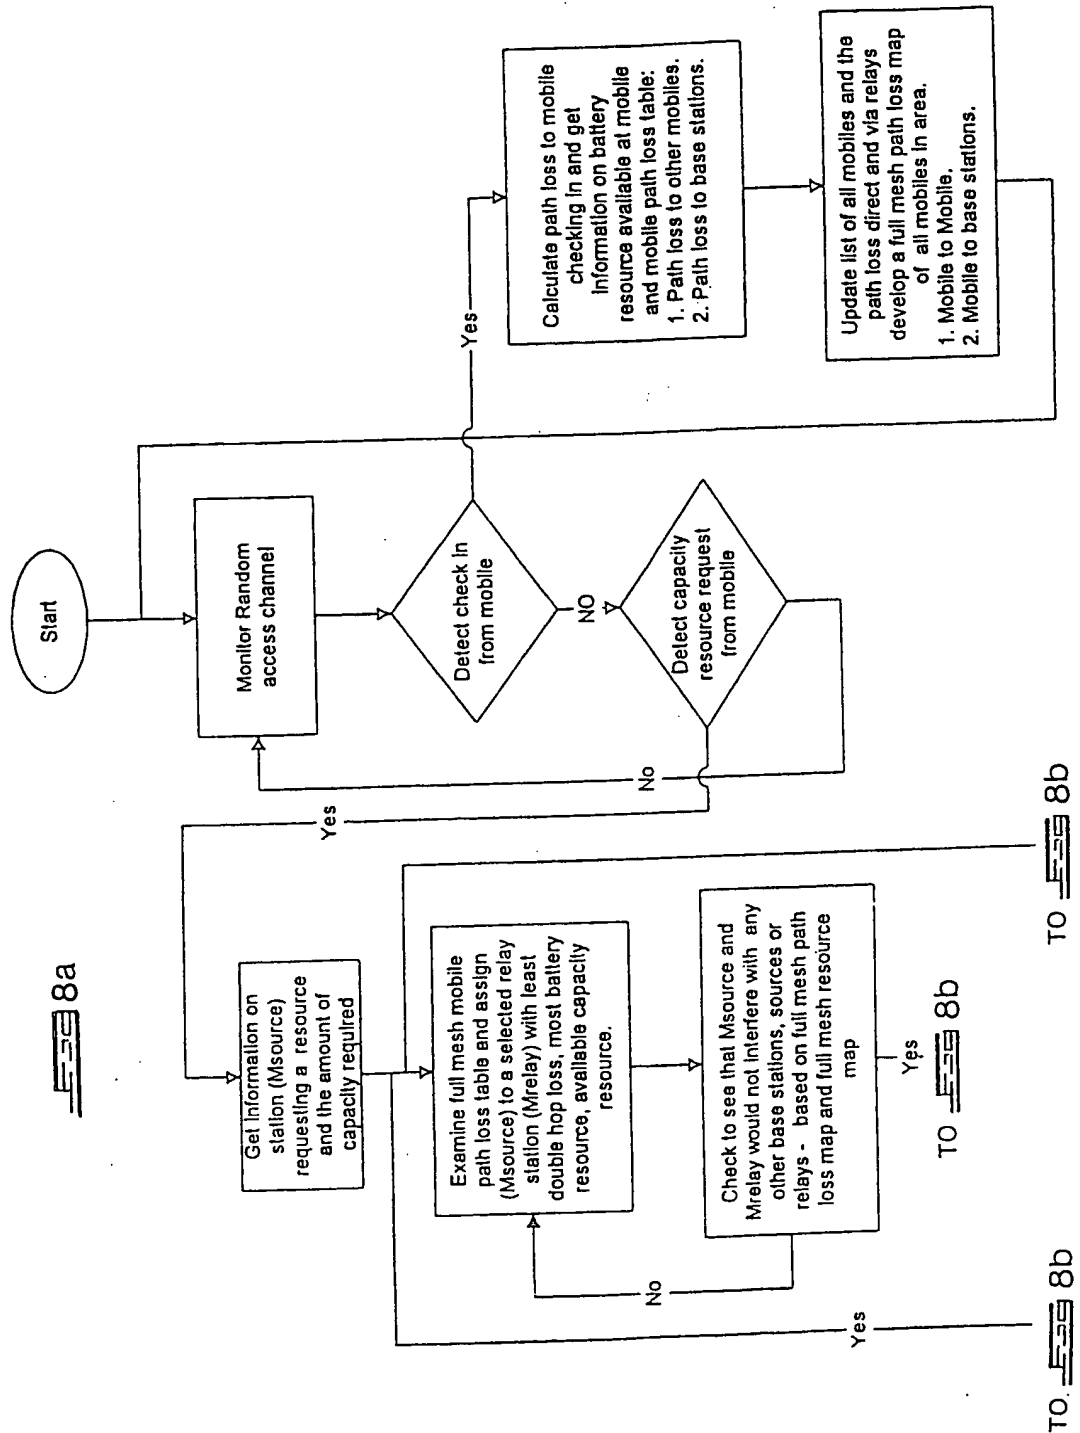 Fig 8a
Start
Monitor Random
access channel
Detect check in
from mobile
Yes
Calculate path loss to mobile
checking in and get
Information on battery
resource available at mobile
and mobile path loss table:
1. Path loss to other mobiles.
2. Path loss to base stations.
Update list of all mobiles and the
path loss direct and via relays
develop a full mesh path loss map
of all mobiles in area.
1. Mobile to Mobile.
2. Mobile to base stations.
NO
Detect capacity
resource request
from mobile
No
Yes
Get Information on
station (Msource)
requesting a resource
and the amount of
capacity required
Examine full mesh mobile
path loss table and assign
(Msource) to a selected relay
station (Mrelay) with least
double hop loss, most battery
resource, available capacity
resource.
No
Check to see that Msource and
Mrelay would not Interfere with any
other base stations, sources or
relays - based on full mesh path
loss map and full mesh resource
map
Yes
Yes
TO. Fig 8b
TO Fig 8b
TO Fig 8b